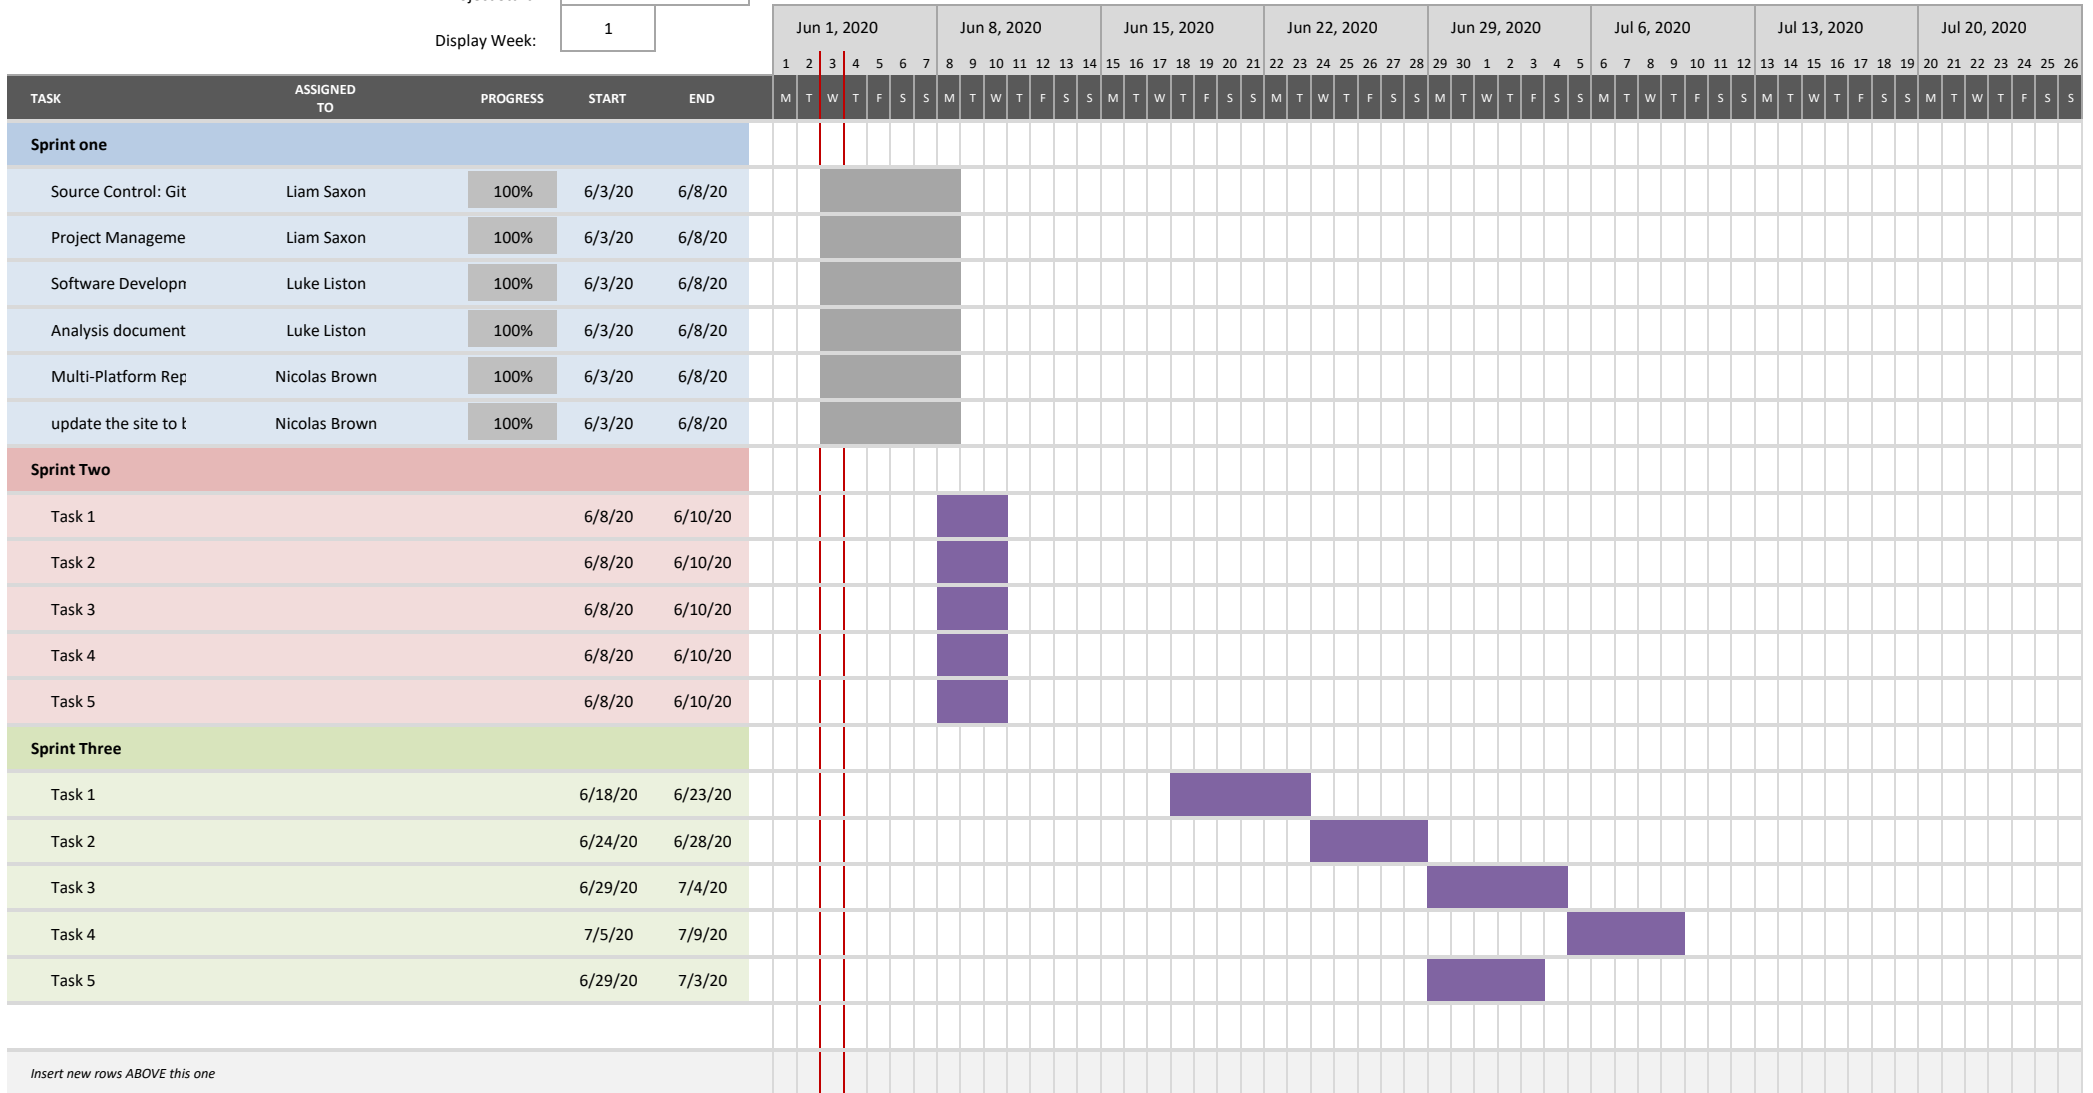 Display Week: 1
Jun 1, 2020 Jun 8, 2020 Jun 15, 2020 Jun 22, 2020 Jun 29, 2020 Jul 6, 2020 Jul 13, 2020 Jul 20, 2020
1 2 3 4 5 6 7 8 9 10 11 12 13 14 15 16 17 18 19 20 21 22 23 24 25 26 27 28 29 30 1 2 3 4 5 6 7 8 9 10 11 12 13 14 15 16 17 18 19 20 21 22 23 24 25 26
TASK ASSIGNED TO PROGRESS START END M T W T F S S M T W T F S S M T W T F S S M T W T F S S M T W T F S S M T W T F S S M T W T F S S M T W T F S S
Sprint one
Source Control: Git Liam Saxon 100% 6/3/20 6/8/20
Project Manageme Liam Saxon 100% 6/3/20 6/8/20
Software Developm Luke Liston 100% 6/3/20 6/8/20
Analysis document Luke Liston 100% 6/3/20 6/8/20
Multi-Platform Rep Nicolas Brown 100% 6/3/20 6/8/20
update the site to b Nicolas Brown 100% 6/3/20 6/8/20
Sprint Two
Task 1 6/8/20 6/10/20
Task 2 6/8/20 6/10/20
Task 3 6/8/20 6/10/20
Task 4 6/8/20 6/10/20
Task 5 6/8/20 6/10/20
Sprint Three
Task 1 6/18/20 6/23/20
Task 2 6/24/20 6/28/20
Task 3 6/29/20 7/4/20
Task 4 7/5/20 7/9/20
Task 5 6/29/20 7/3/20
Insert new rows ABOVE this one